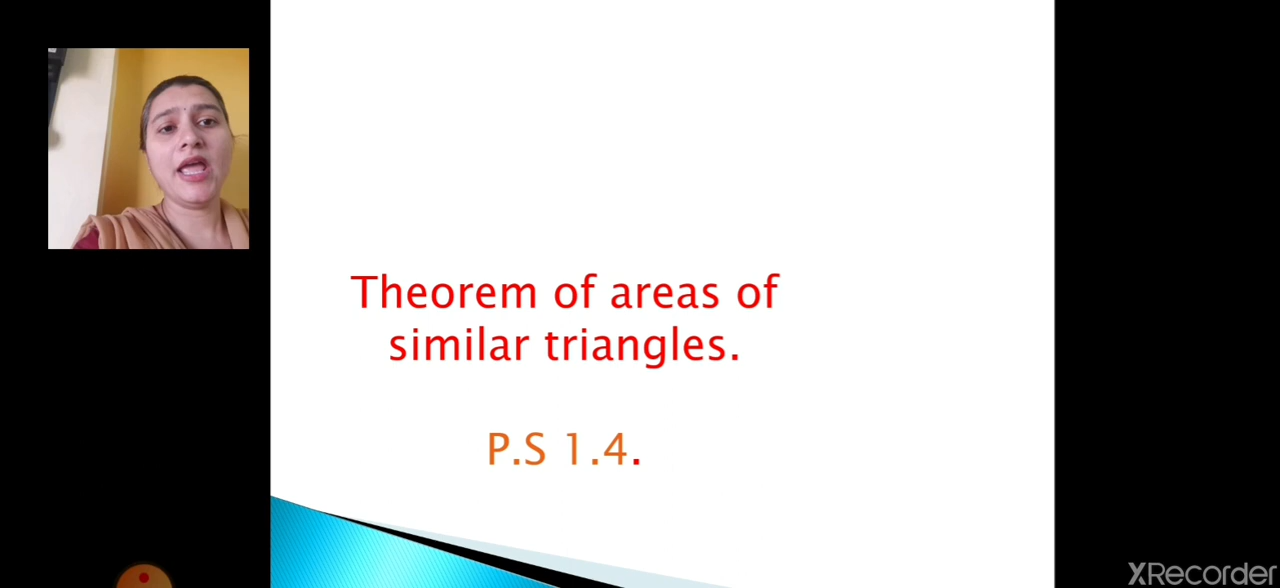 Theorem of areas of
similar triangles.
P.S 1.4.
XRecorder